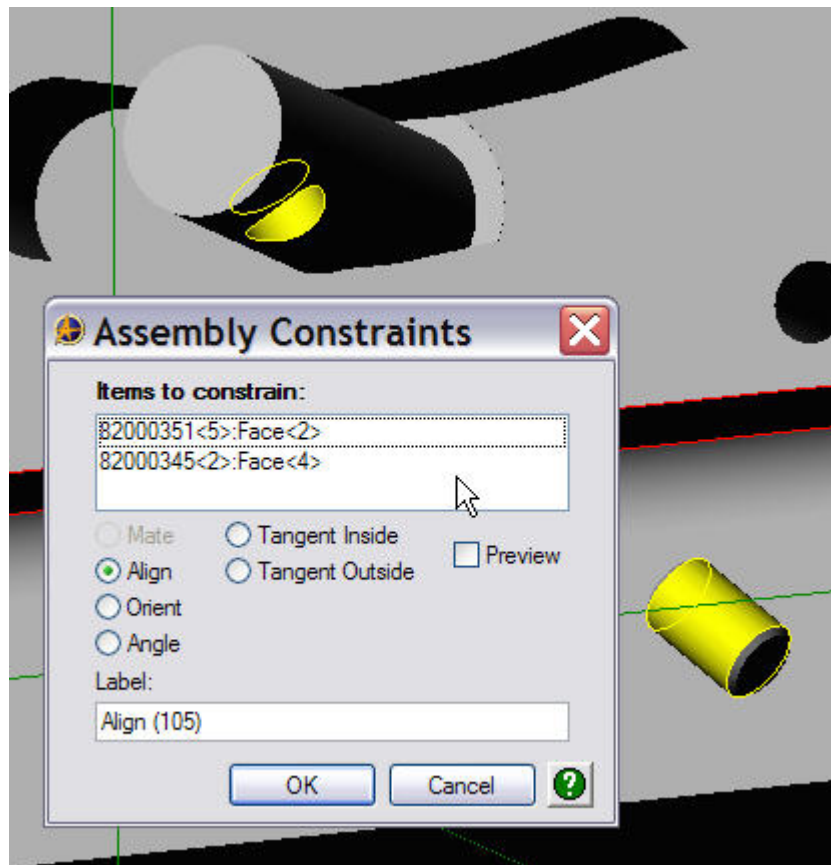 Assembly Constraints
Items to constrain:
82000351<5>:Face<2>
82000345<2>:Face<4>
Mate
Tangent Inside
Preview
Align
Tangent Outside
Orient
Angle
Label:
Align (105)
OK
Cancel
?